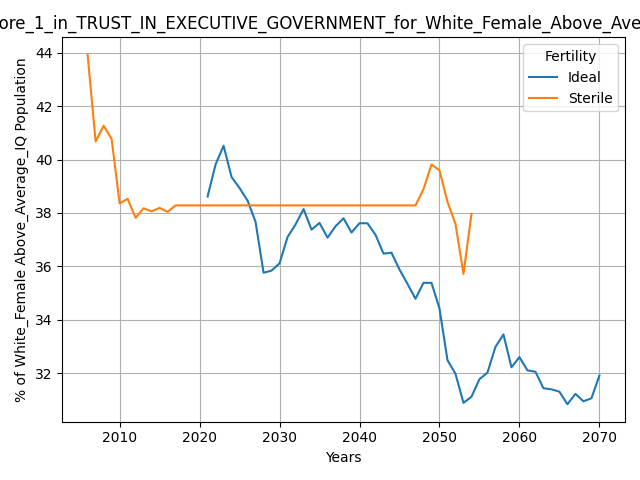 ore_1_in_TRUST_IN_EXECUTIVE_GOVERNMENT_for_White_Female_Above_Aver
Fertility
Ideal
Sterile
% of White_Female Above_Average_IQ Population
44
42
40
38
36
34
32
2010
2020
2030
2040
2050
2060
2070
Years